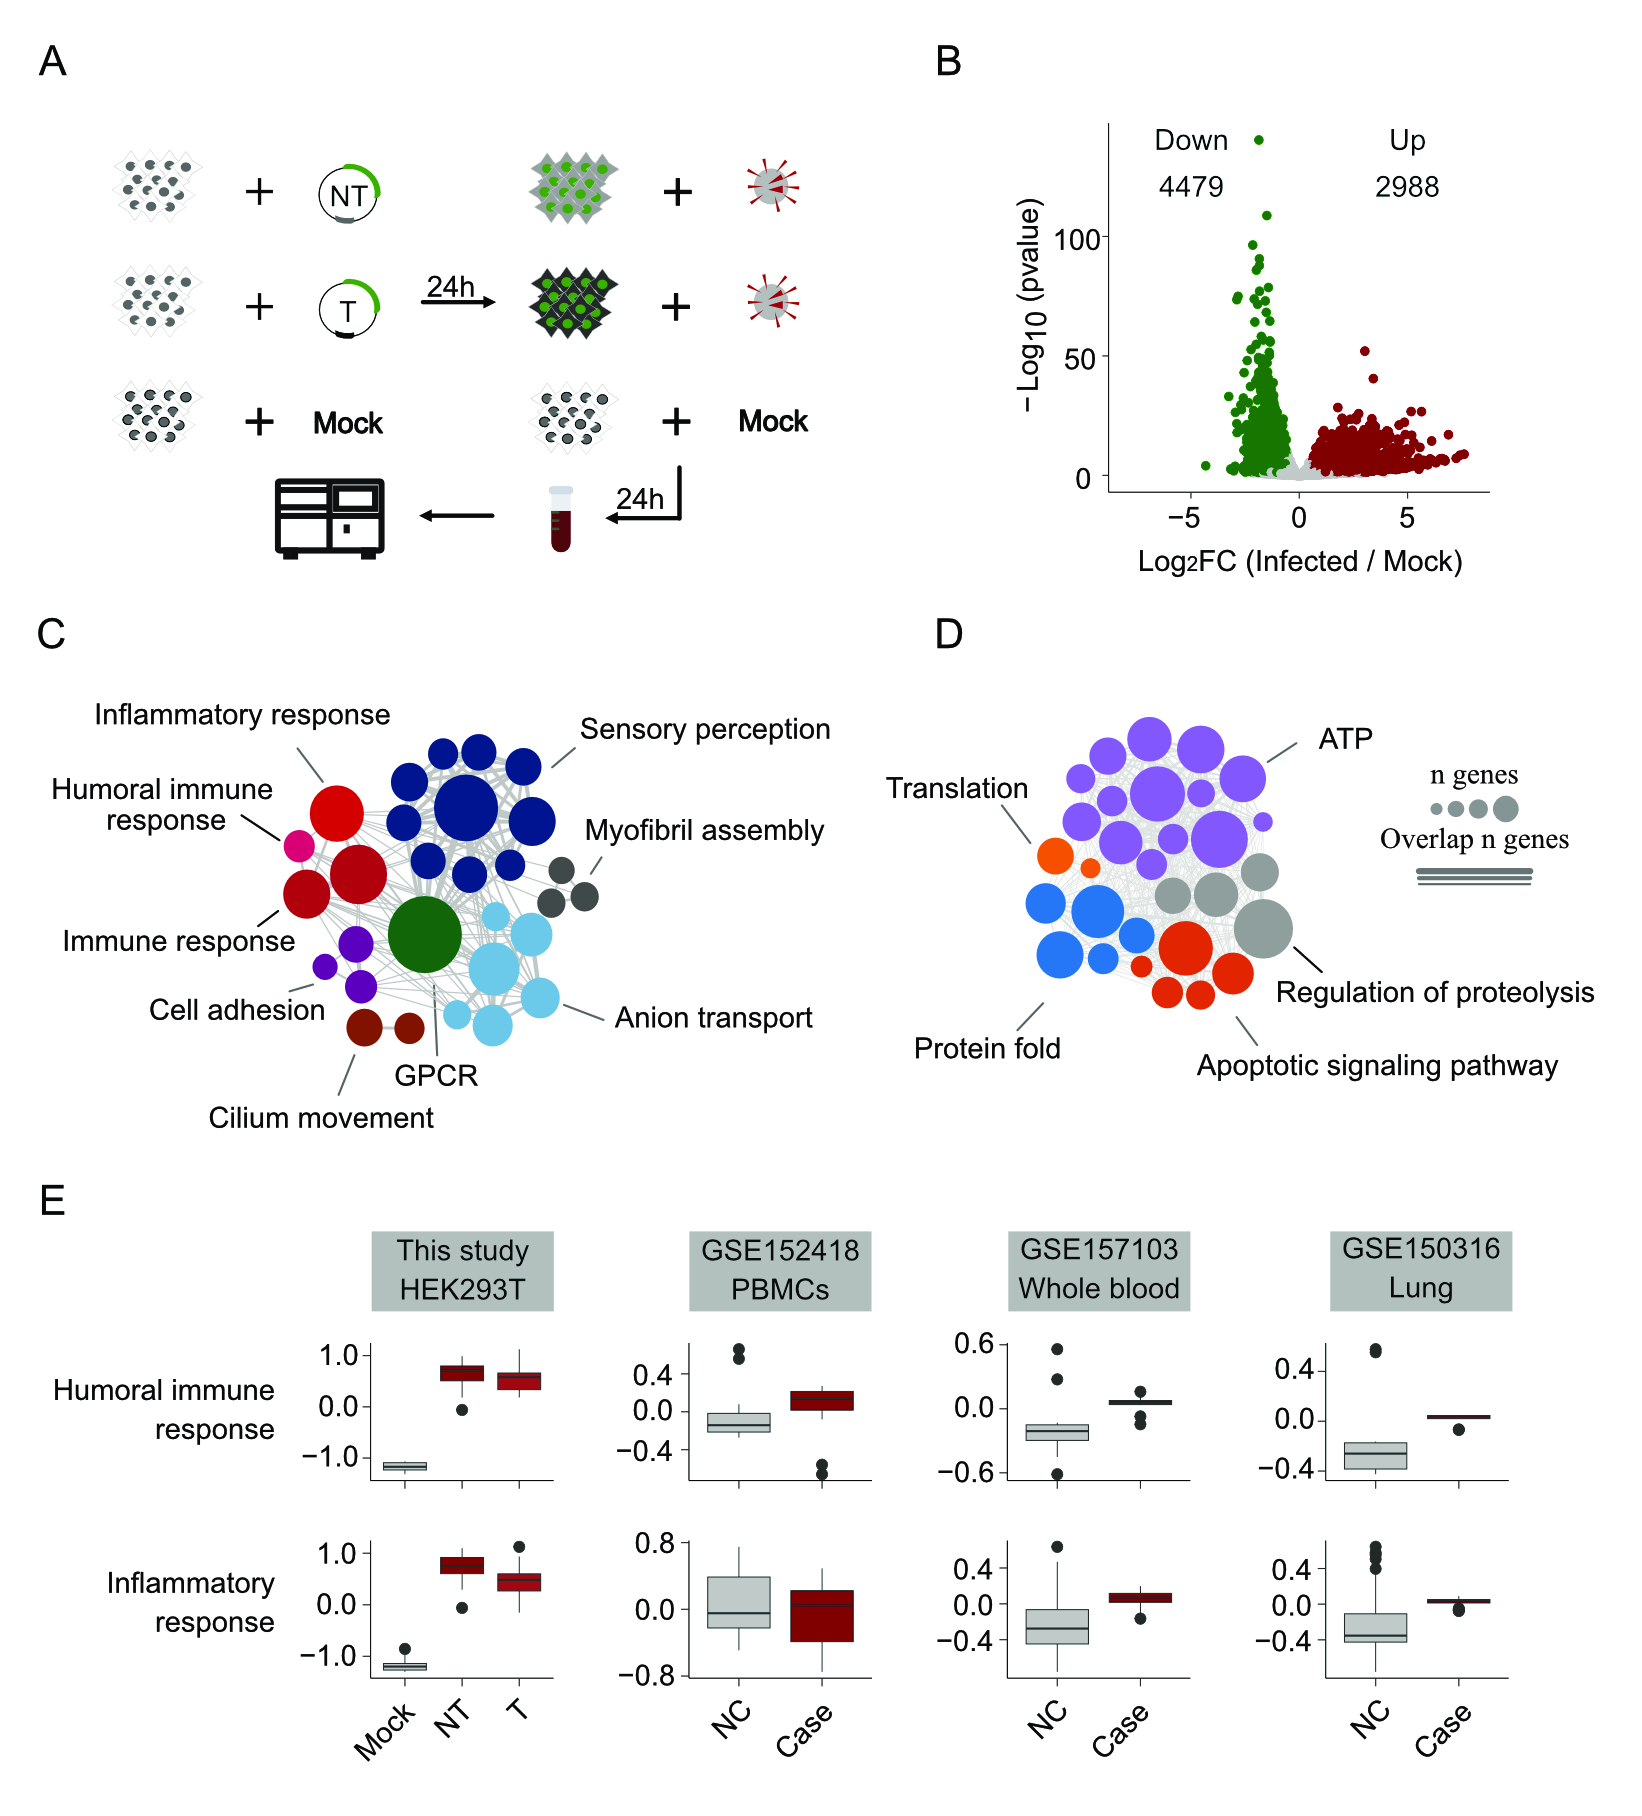 A
NT
T
24h
Mock
Mock
24h
B
Down
4479
Up
2988
−Log10 (pvalue)
100
50
0
−5
0
5
Log2FC (Infected / Mock)
C
Inflammatory response
Humoral immune
response
Immune response
Cell adhesion
Cilium movement
GPCR
Anion transport
Myofibril assembly
Sensory perception
D
ATP
Translation
n genes
Overlap n genes
Regulation of proteolysis
Protein fold
Apoptotic signaling pathway
E
This study
HEK293T
GSE152418
PBMCs
GSE157103
Whole blood
GSE150316
Lung
Humoral immune
response
1.0
0.0
−1.0
0.4
0.0
−0.4
0.6
0.0
−0.6
0.4
0.0
−0.4
Inflammatory
response
1.0
0.0
−1.0
0.8
0.0
−0.8
0.4
0.0
−0.4
0.4
0.0
−0.4
Mock
NT
T
NC
Case
NC
Case
NC
Case